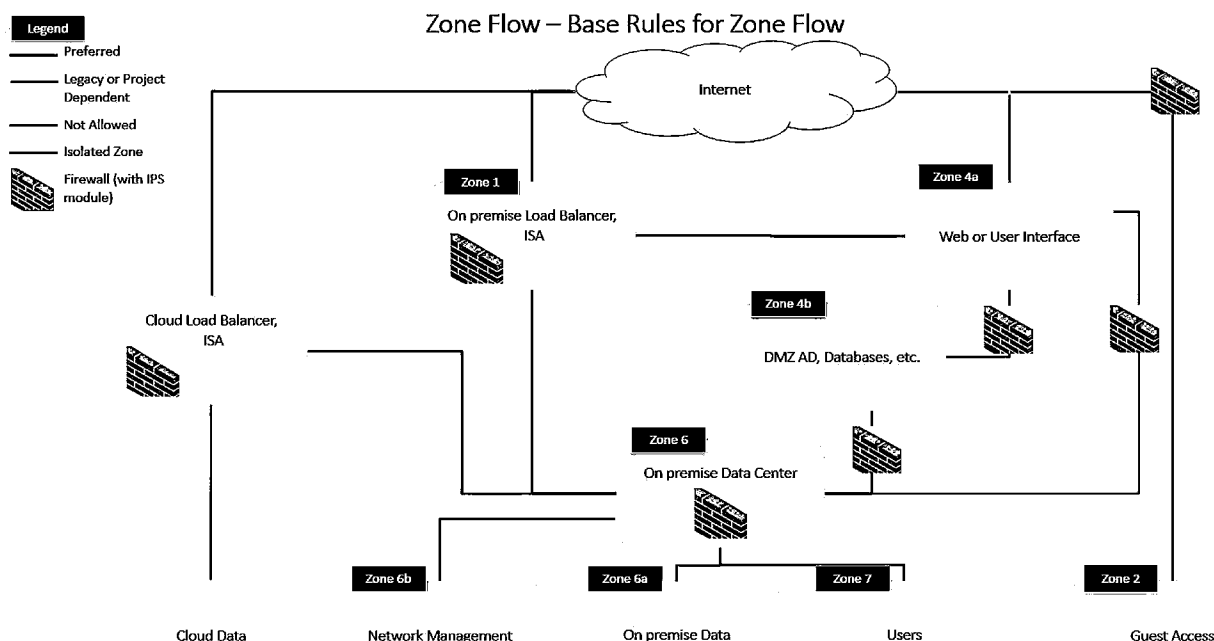 Zone Flow – Base Rules for Zone Flow
Legend
Preferred
Legacy or Project
Dependent
Not Allowed
Isolated Zone
Firewall (with IPS
module)
Internet
Zone 1
On premise Load Balancer,
ISA
Zone 4a
Web or User Interface
Zone 4b
DMZ AD, Databases, etc.
Cloud Load Balancer,
ISA
Zone 6
On premise Data Center
Zone 6b
Zone 6a
Zone 7
Zone 2
Cloud Data
Network Management
On premise Data
Users
Guest Access